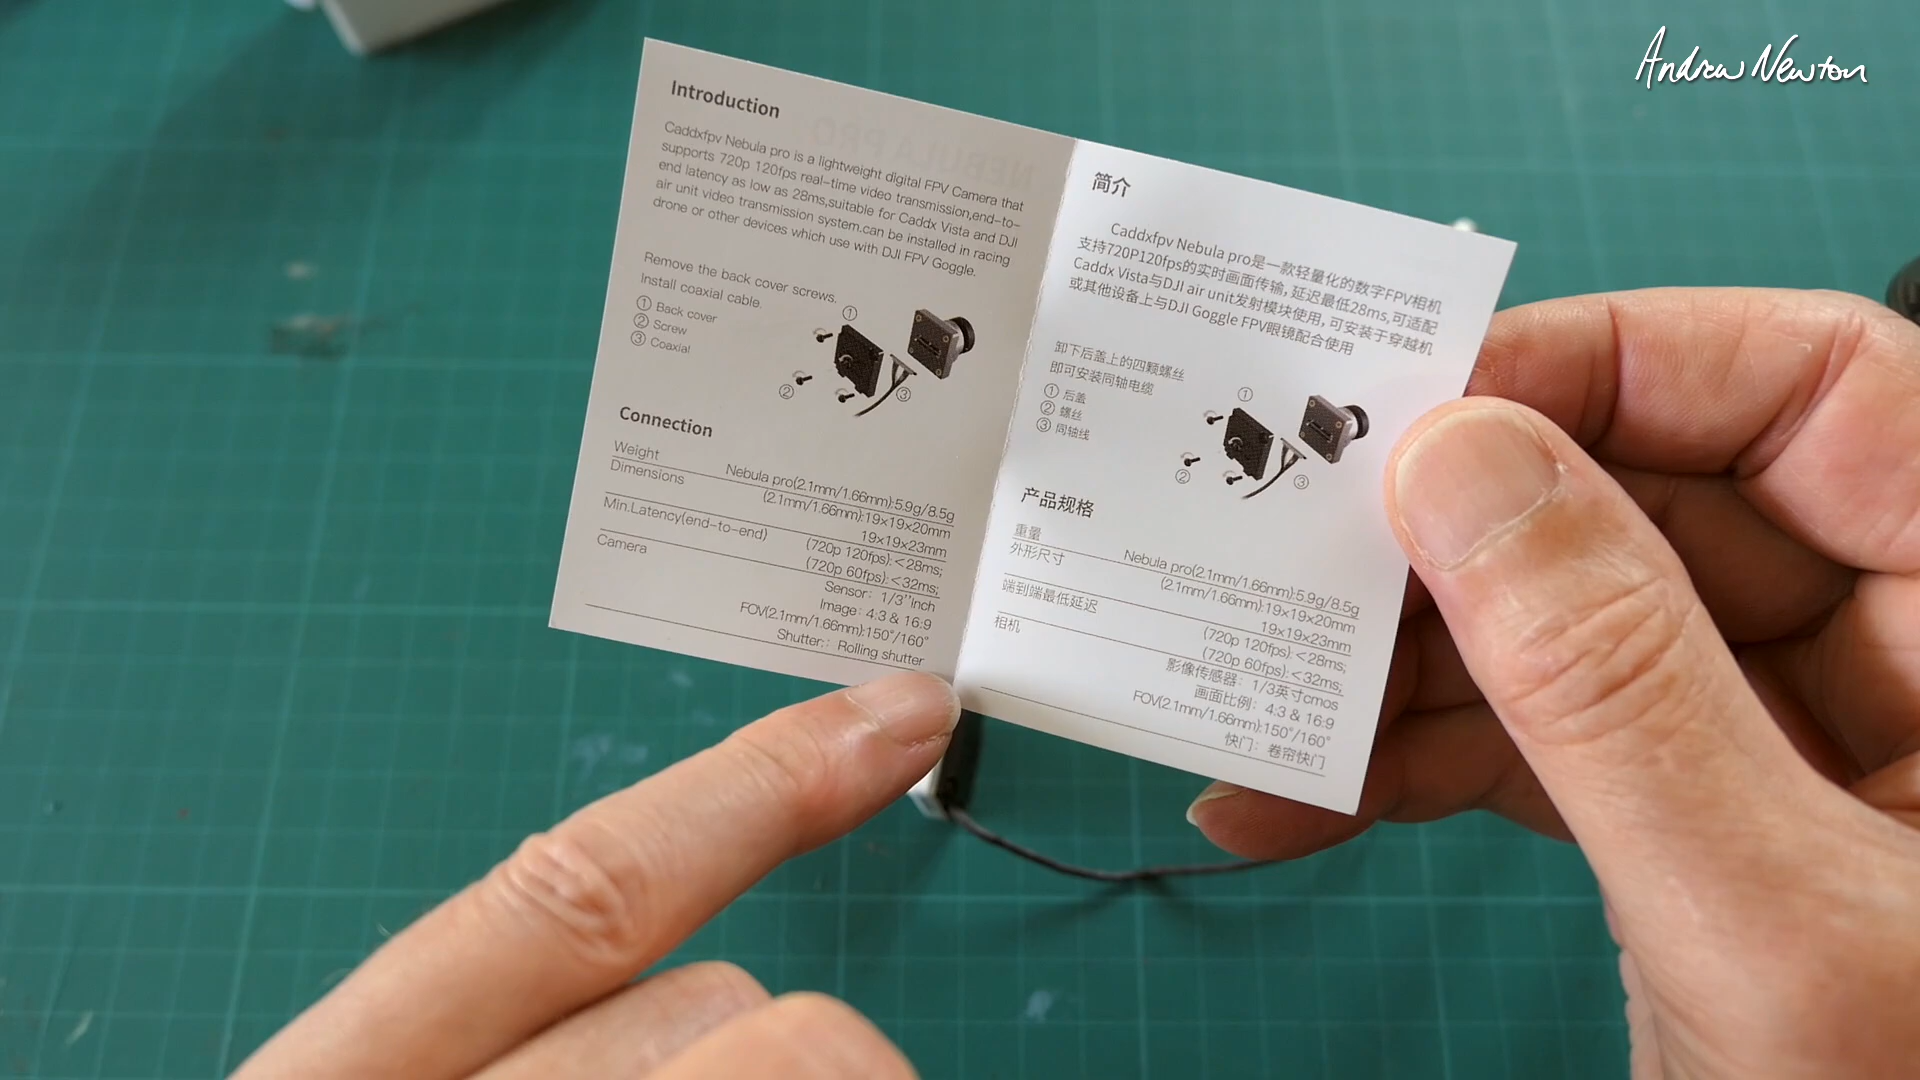 Andrew Newton
Introduction
Caddxfpv Nebula pro is a lightweight digital FPV Camera that
supports 720p 120fps real-time video transmission,end-to-
end latency as low as 28ms,suitable for Caddx Vista and DJI
air unit video transmission system.can be installed in racing
drone or other devices which use with DJI FPV Goggle.
Remove the back cover screws.
Install coaxial cable.
① Back cover
② Screw
③ Coaxial
①
②
③
Connection
Weight
Nebula pro(2.1mm/1.66mm):5.9g/8.5g
Dimensions
(2.1mm/1.66mm):19×19×20mm
19×19×23mm
Min.Latency(end-to-end)
(720p 120fps):<28ms;
(720p 60fps):<32ms;
Camera
Sensor: 1/3''inch
Image: 4:3 & 16:9
FOV(2.1mm/1.66mm):150°/160°
Shutter:: Rolling shutter
NEBULA PRO
简介
Caddxfpv Nebula pro是一款轻量化的数字FPV相机
支持720P120fps的实时画面传输, 延迟最低28ms,可适配
Caddx Vista与DJI air unit发射模块使用, 可安装于穿越机
或其他设备上与DJI Goggle FPV眼镜配合使用
卸下后盖上的四颗螺丝
即可安装同轴电缆
① 后盖
② 螺丝
③ 同轴线
①
②
③
产品规格
重量
Nebula pro(2.1mm/1.66mm):5.9g/8.5g
外形尺寸
(2.1mm/1.66mm):19×19×20mm
19×19×23mm
端到端最低延迟
(720p 120fps):<28ms;
(720p 60fps):<32ms;
相机
影像传感器: 1/3英寸cmos
画面比例: 4:3 & 16:9
FOV(2.1mm/1.66mm):150°/160°
快门: 卷帘快门